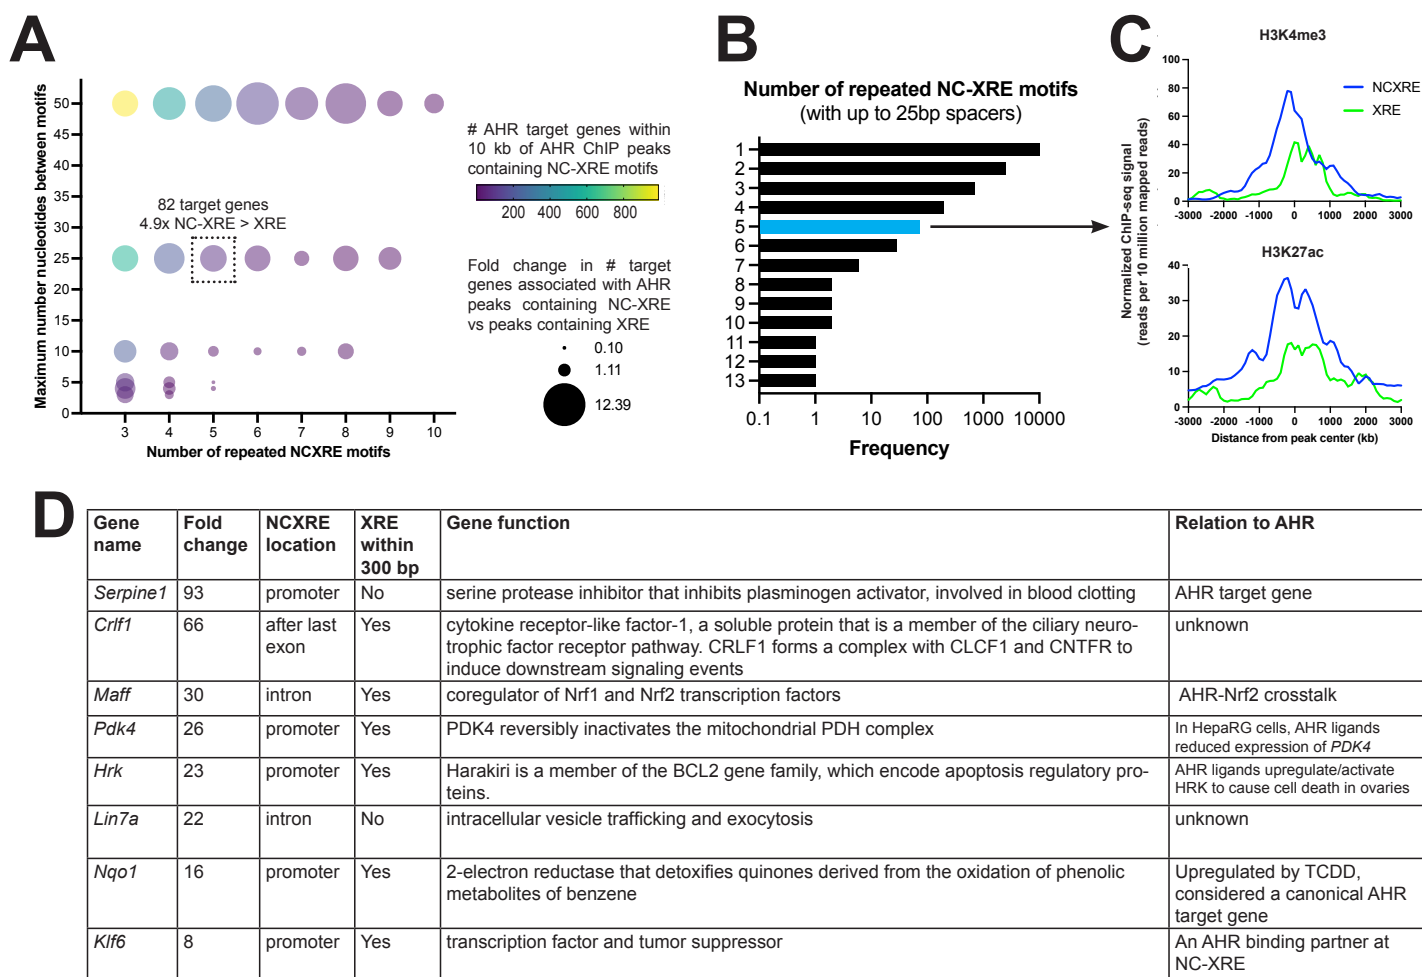 A
Maximum number nucleotides between motifs
50
45
40
35
30
25
20
15
10
5
0
82 target genes
4.9x NC-XRE > XRE
3 4 5 6 7 8 9 10
Number of repeated NCXRE motifs
# AHR target genes within
10 kb of AHR ChIP peaks
containing NC-XRE motifs
200 400 600 800
Fold change in # target
genes associated with AHR
peaks containing NC-XRE
vs peaks containing XRE
0.10
1.11
12.39
B
Number of repeated NC-XRE motifs
(with up to 25bp spacers)
1
2
3
4
5
6
7
8
9
10
11
12
13
0.1 1 10 100 1000 10000
Frequency
C
Normalized ChIP-seq signal
(reads per 10 million mapped reads)
H3K4me3
100
80
60
40
20
0
-3000 -2000 -1000 0 1000 2000 3000
NCXRE
XRE
H3K27ac
40
30
20
10
0
-3000 -2000 -1000 0 1000 2000 3000
Distance from peak center (kb)
D
Gene name Fold change NCXRE location XRE within 300 bp Gene function Relation to AHR
Serpine1 93 promoter No serine protease inhibitor that inhibits plasminogen activator, involved in blood clotting AHR target gene
Crlf1 66 after last exon Yes cytokine receptor-like factor-1, a soluble protein that is a member of the ciliary neuro-
trophic factor receptor pathway. CRLF1 forms a complex with CLCF1 and CNTFR to
induce downstream signaling events unknown
Maff 30 intron Yes coregulator of Nrf1 and Nrf2 transcription factors AHR-Nrf2 crosstalk
Pdk4 26 promoter Yes PDK4 reversibly inactivates the mitochondrial PDH complex In HepaRG cells, AHR ligands
reduced expression of PDK4
Hrk 23 promoter Yes Harakiri is a member of the BCL2 gene family, which encode apoptosis regulatory pro-
teins. AHR ligands upregulate/activate
HRK to cause cell death in ovaries
Lin7a 22 intron No intracellular vesicle trafficking and exocytosis unknown
Nqo1 16 promoter Yes 2-electron reductase that detoxifies quinones derived from the oxidation of phenolic
metabolites of benzene Upregulated by TCDD,
considered a canonical AHR
target gene
Klf6 8 promoter Yes transcription factor and tumor suppressor An AHR binding partner at
NC-XRE